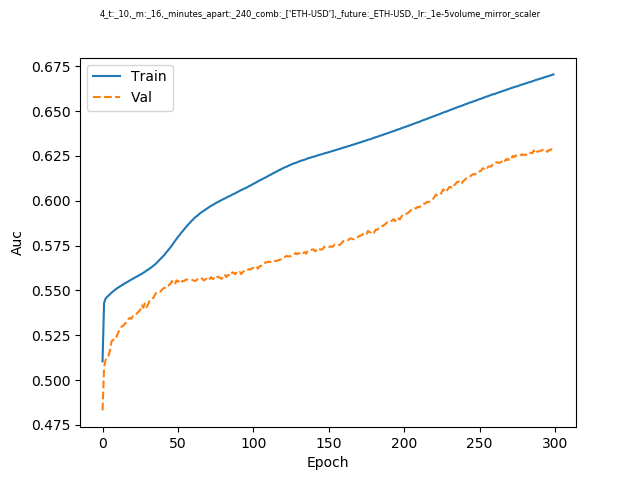 4_t:_10,_m:_16,_minutes_apart:_240_comb:_['ETH-USD'],_future:_ETH-USD,_lr:_1e-5volume_mirror_scaler
0.675
0.650
0.625
0.600
0.575
0.550
0.525
0.500
0.475
Auc
Train
Val
0 50 100 150 200 250 300
Epoch